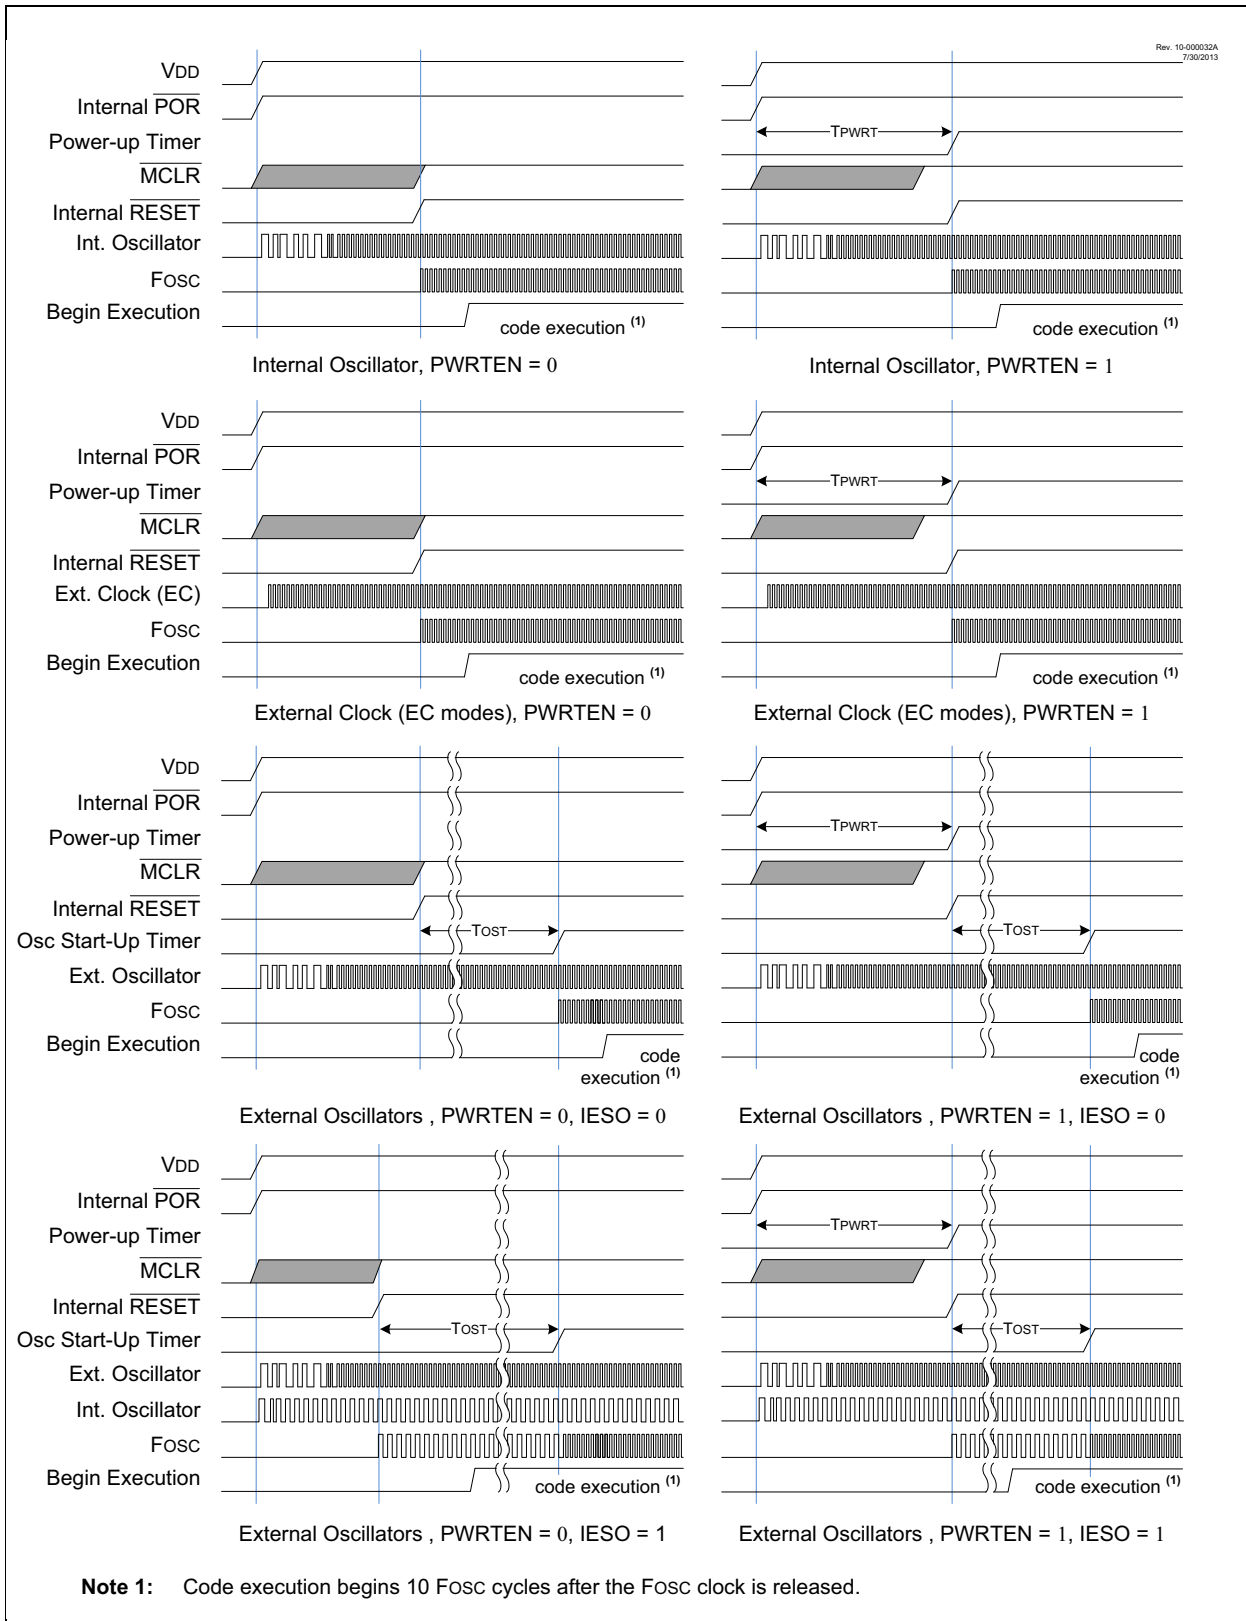 Rev. 10-000032A
7/30/2013
VDD
Internal POR
Power-up Timer
MCLR
Internal RESET
Int. Oscillator
FOSC
Begin Execution
code execution (1)
Internal Oscillator, PWRTEN = 0
TPWRT
code execution (1)
Internal Oscillator, PWRTEN = 1
VDD
Internal POR
Power-up Timer
MCLR
Internal RESET
Ext. Clock (EC)
FOSC
Begin Execution
code execution (1)
External Clock (EC modes), PWRTEN = 0
TPWRT
code execution (1)
External Clock (EC modes), PWRTEN = 1
VDD
Internal POR
Power-up Timer
MCLR
Internal RESET
Osc Start-Up Timer
Ext. Oscillator
FOSC
Begin Execution
TOST
code
execution (1)
External Oscillators , PWRTEN = 0, IESO = 0
TPWRT
TOST
code
execution (1)
External Oscillators , PWRTEN = 1, IESO = 0
VDD
Internal POR
Power-up Timer
MCLR
Internal RESET
Osc Start-Up Timer
Ext. Oscillator
Int. Oscillator
FOSC
Begin Execution
TOST
code execution (1)
External Oscillators , PWRTEN = 0, IESO = 1
TPWRT
TOST
code execution (1)
External Oscillators , PWRTEN = 1, IESO = 1
Note 1: Code execution begins 10 FOSC cycles after the FOSC clock is released.